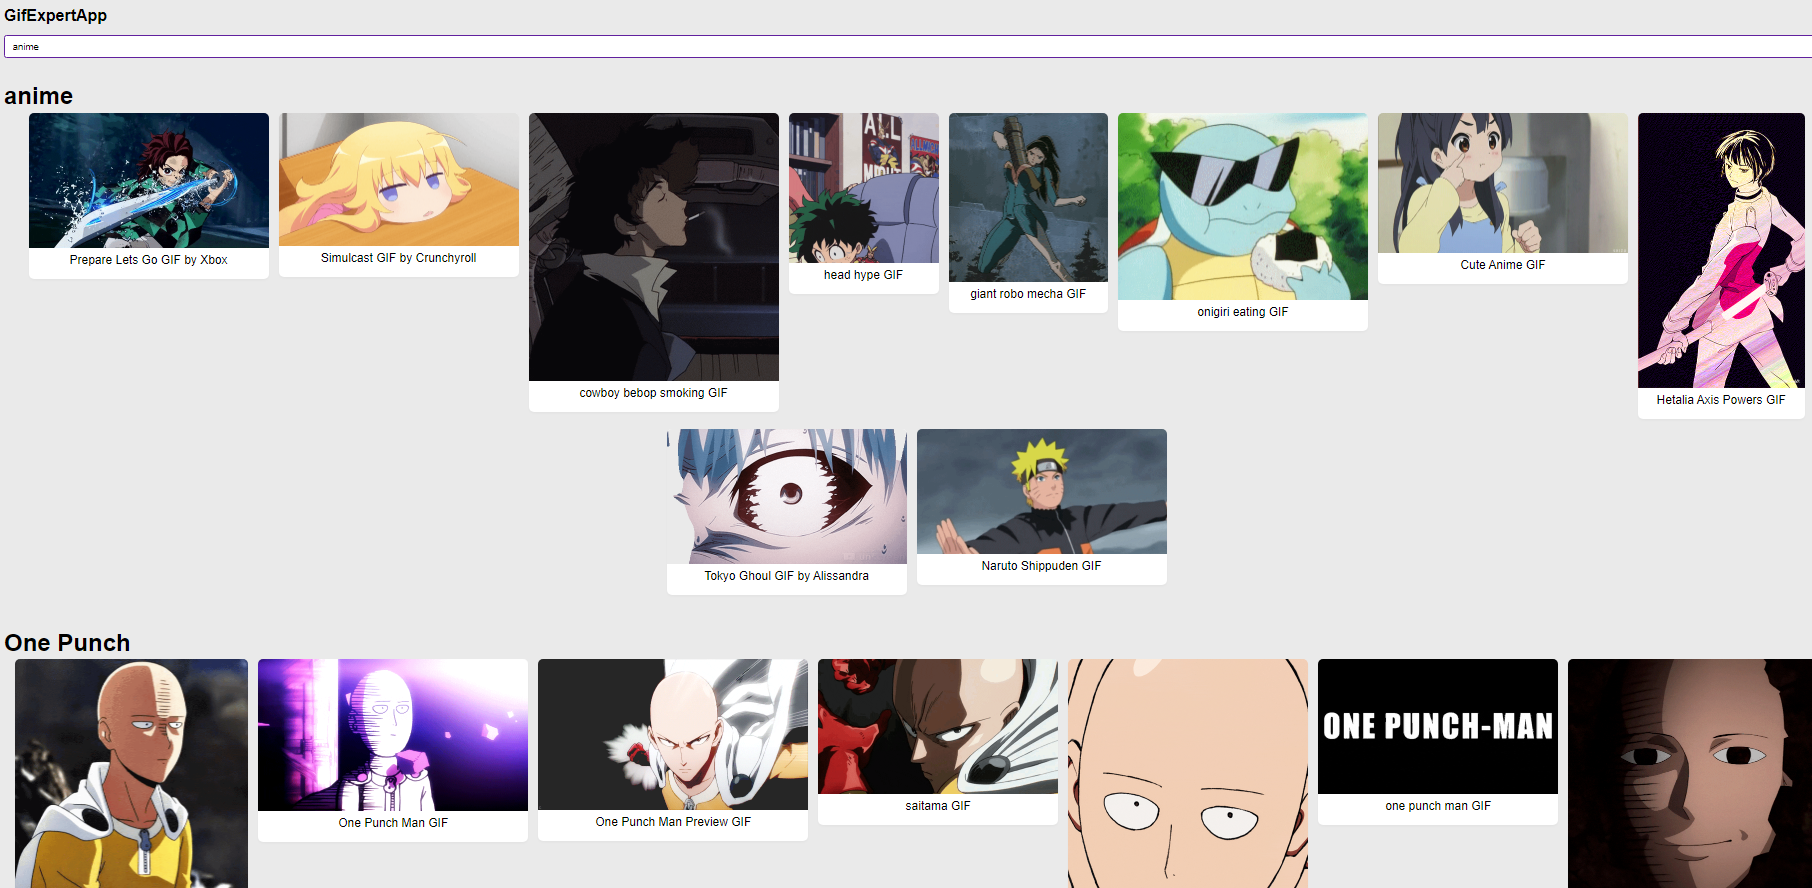 GifExpertApp
anime
anime
ALL
Prepare Lets Go GIF by Xbox
Simulcast GIF by Crunchyroll
cowboy bebop smoking GIF
head hype GIF
giant robo mecha GIF
onigiri eating GIF
Cute Anime GIF
Hetalia Axis Powers GIF
Tokyo Ghoul GIF by Alissandra
Naruto Shippuden GIF
One Punch
ONE PUNCH-MAN
One Punch Man GIF
One Punch Man Preview GIF
saitama GIF
one punch man GIF